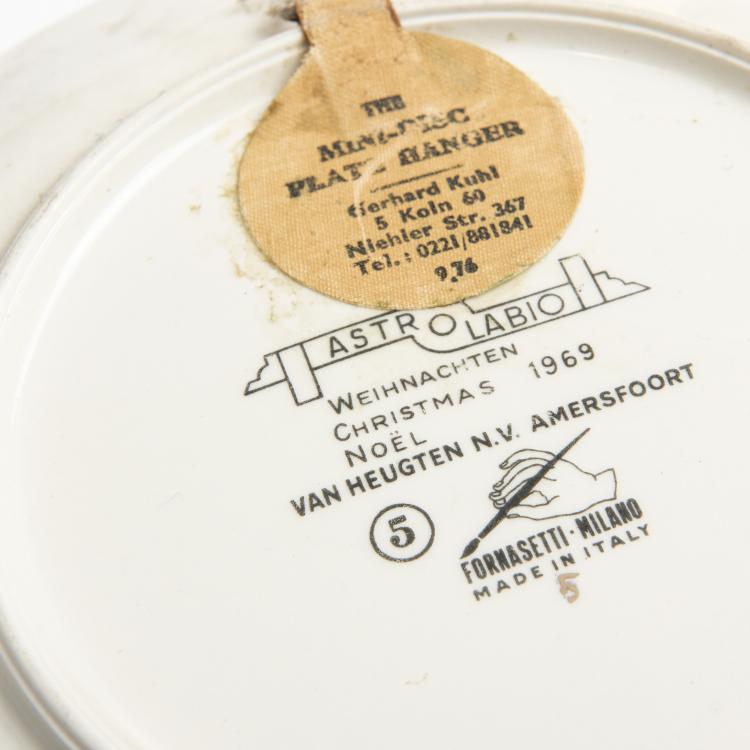 THE
MINI-DISC
PLATE HANGER
Gerhard Kuhl
5 Koln 60
Niehler Str. 367
Tel.: 0221/881841
9.76
ASTROLABIO
WEIHNACHTEN
CHRISTMAS 1969
NOËL
VAN HEUGTEN N.V. AMERSFOORT
5
FORNASETTI · MILANO
MADE IN ITALY
5